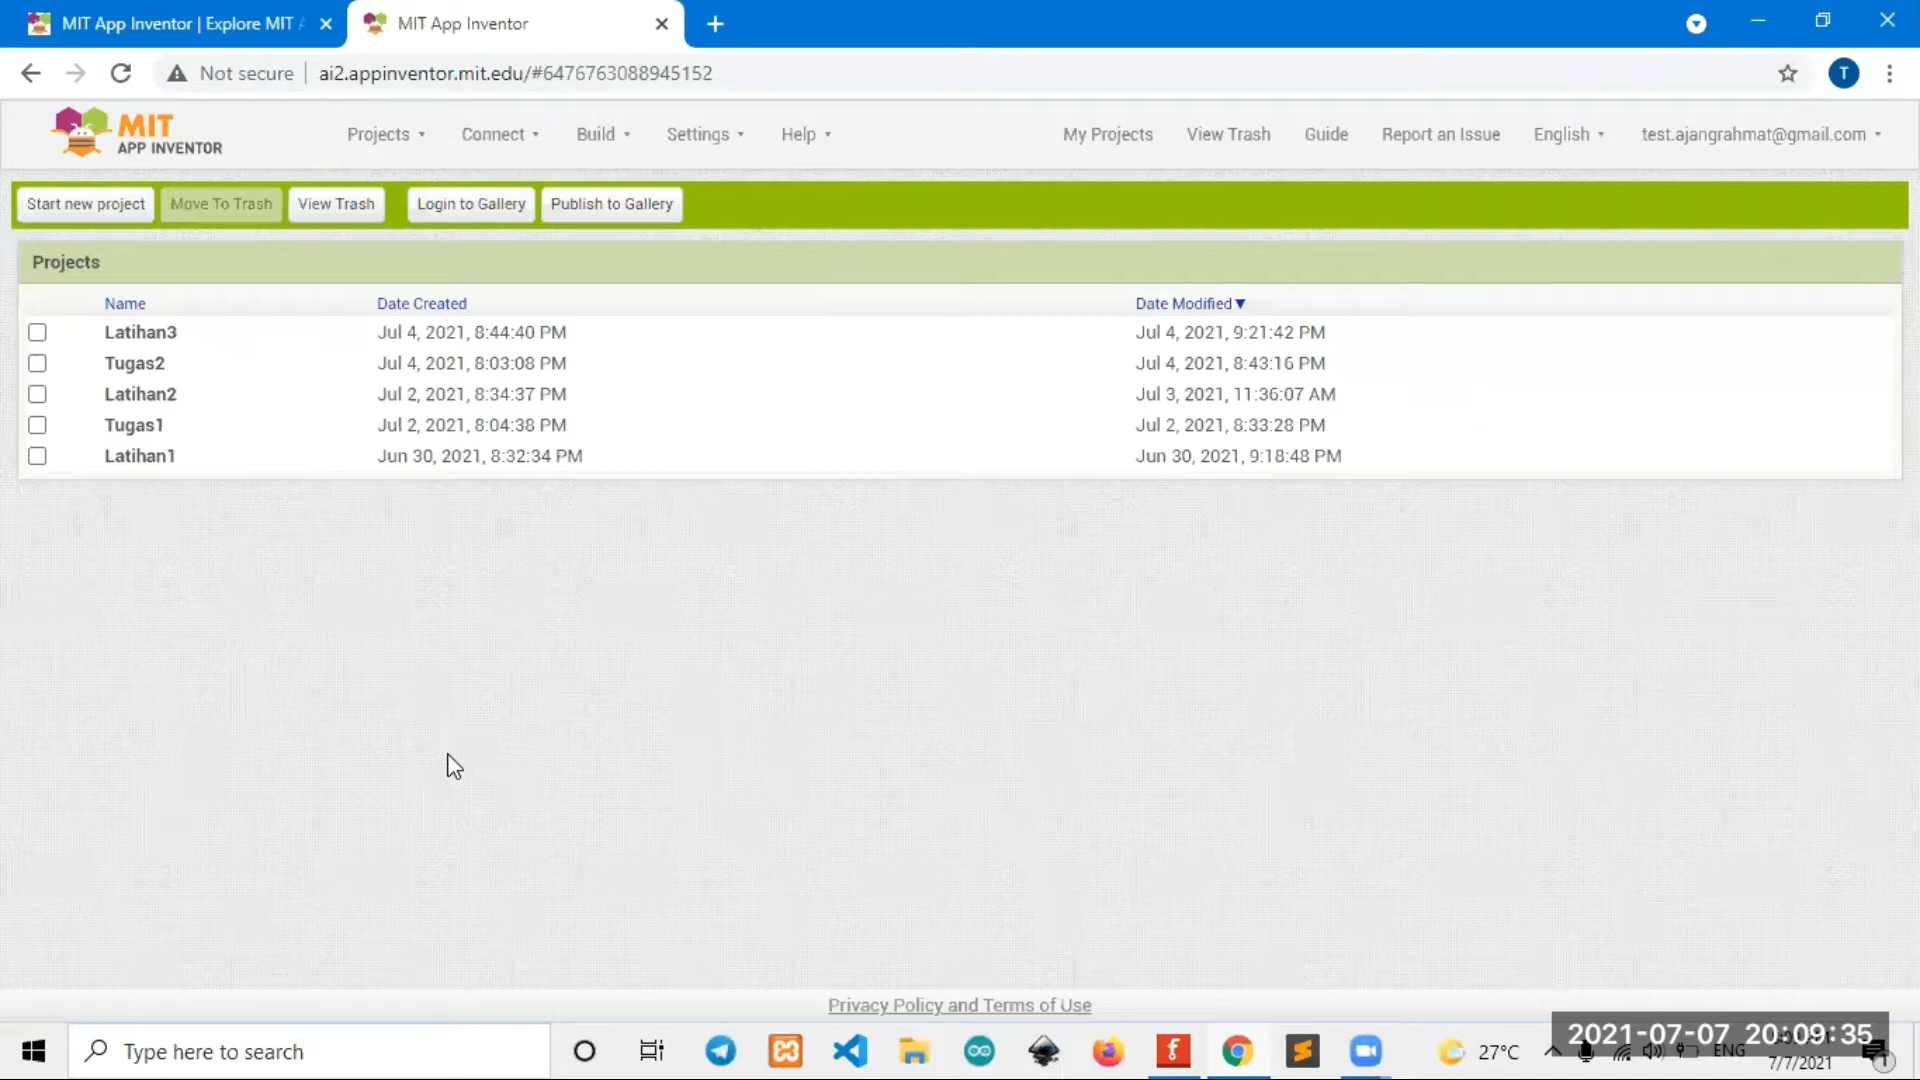 MIT App Inventor | Explore MIT
MIT App Inventor
Not secure
ai2.appinventor.mit.edu/#6476763088945152
T
MIT
APP INVENTOR
Projects
Connect
Build
Settings
Help
My Projects
View Trash
Guide
Report an Issue
English
test.ajangrahmat@gmail.com
Start new project
Move To Trash
View Trash
Login to Gallery
Publish to Gallery
Projects
Name Date Created Date Modified▼
Latihan3 Jul 4, 2021, 8:44:40 PM Jul 4, 2021, 9:21:42 PM
Tugas2 Jul 4, 2021, 8:03:08 PM Jul 4, 2021, 8:43:16 PM
Latihan2 Jul 2, 2021, 8:34:37 PM Jul 3, 2021, 11:36:07 AM
Tugas1 Jul 2, 2021, 8:04:38 PM Jul 2, 2021, 8:33:28 PM
Latihan1 Jun 30, 2021, 8:32:34 PM Jun 30, 2021, 9:18:48 PM
Privacy Policy and Terms of Use
Type here to search
27°C
2021-07-07 20:09:35
ENG
7/7/2021
1